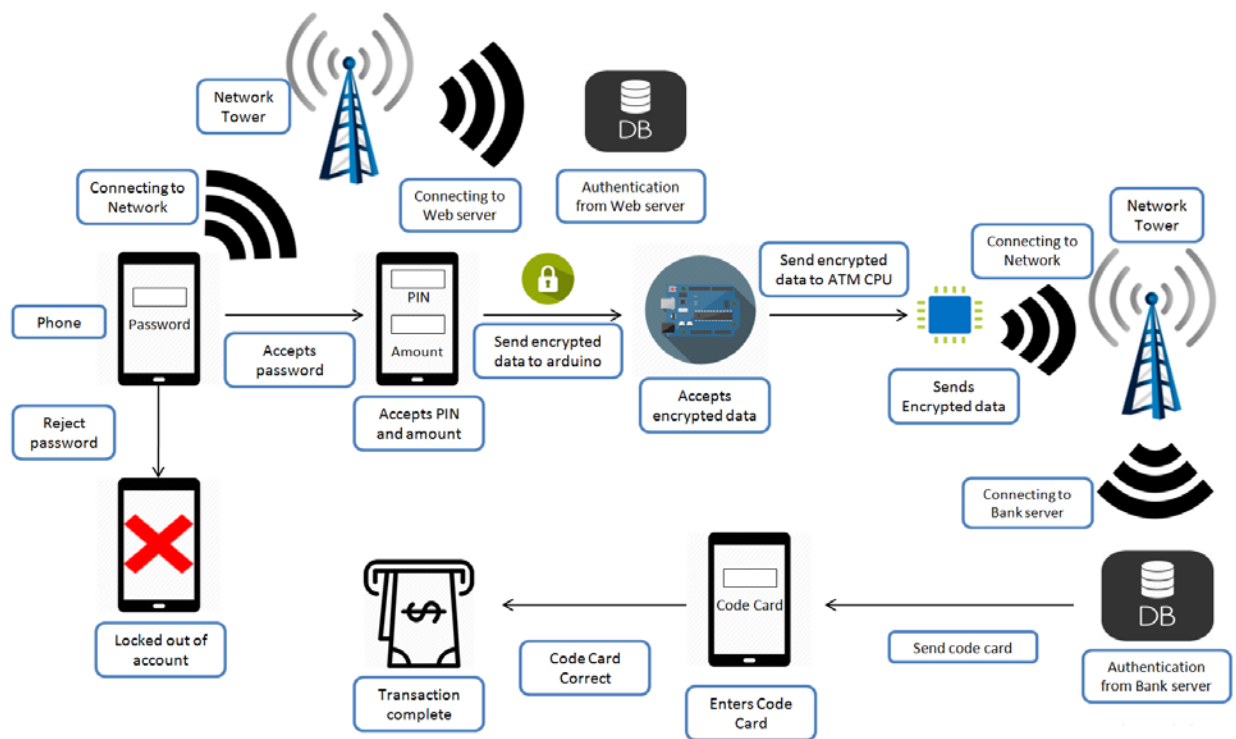 Network
Tower
DB
Connecting to
Network
Connecting to
Web server
Authentication
from Web server
Network
Tower
Connecting to
Network
Send encrypted
data to ATM CPU
Phone
Password
PIN
Amount
Accepts
password
Send encrypted
data to arduino
Accepts PIN
and amount
Accepts
encrypted data
Sends
Encrypted data
Reject
password
Connecting to
Bank server
Locked out of
account
Code Card
DB
Send code card
Code Card
Correct
Transaction
complete
Enters Code
Card
Authentication
from Bank server